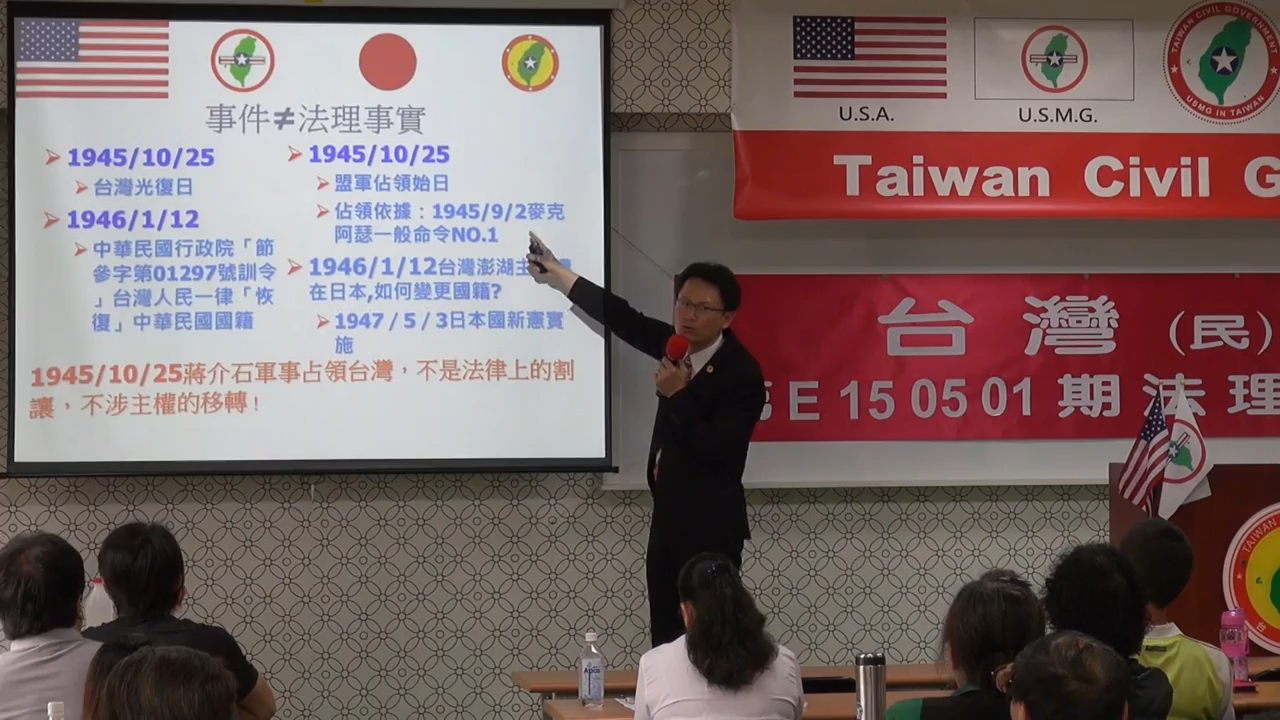 事件≠法理事實
1945/10/25
台灣光復日
1946/1/12
中華民國行政院「節
參字第01297號訓令
」台灣人民一律「恢
復」中華民國國籍
1945/10/25
盟軍佔領始日
佔領依據：1945/9/2麥克
阿瑟一般命令NO.1
1946/1/12台灣澎湖主
在日本,如何變更國籍?
1947 / 5 / 3日本國新憲實
施
1945/10/25蔣介石軍事占領台灣，不是法律上的割
讓，不涉主權的移轉!
U.S.A.
U.S.M.G.
TAIWAN CIVIL GOVERNMENT
USMG IN TAIWAN
Taiwan Civil G
台灣(民)
E 15 05 01 期法理